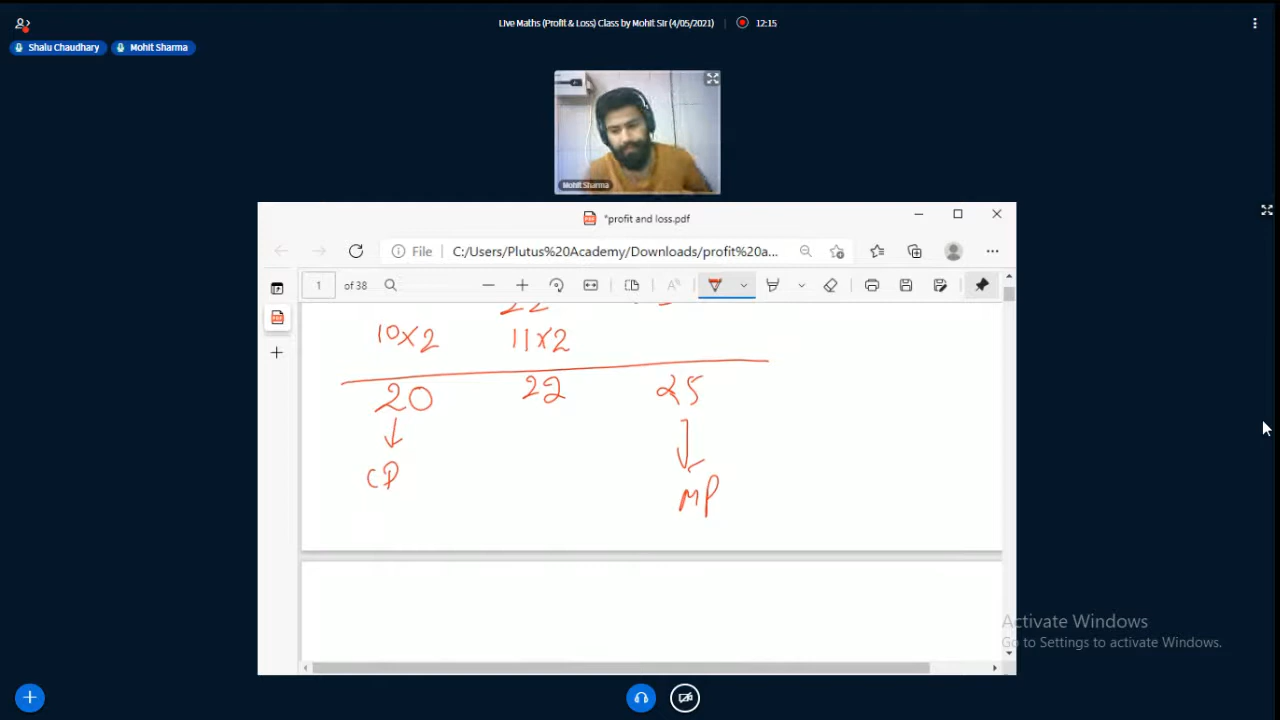 Live Maths (Profit & Loss) Class by Mohit Sir (4/05/2021) 12:15
Shalu Chaudhary Mohit Sharma
Mohit Sharma
*profit and loss.pdf
File C:/Users/Plutus%20Academy/Downloads/profit%20a...
1 of 38
22
10×2 11×2
20 22 25
CP
MP
Activate Windows
Go to Settings to activate Windows.